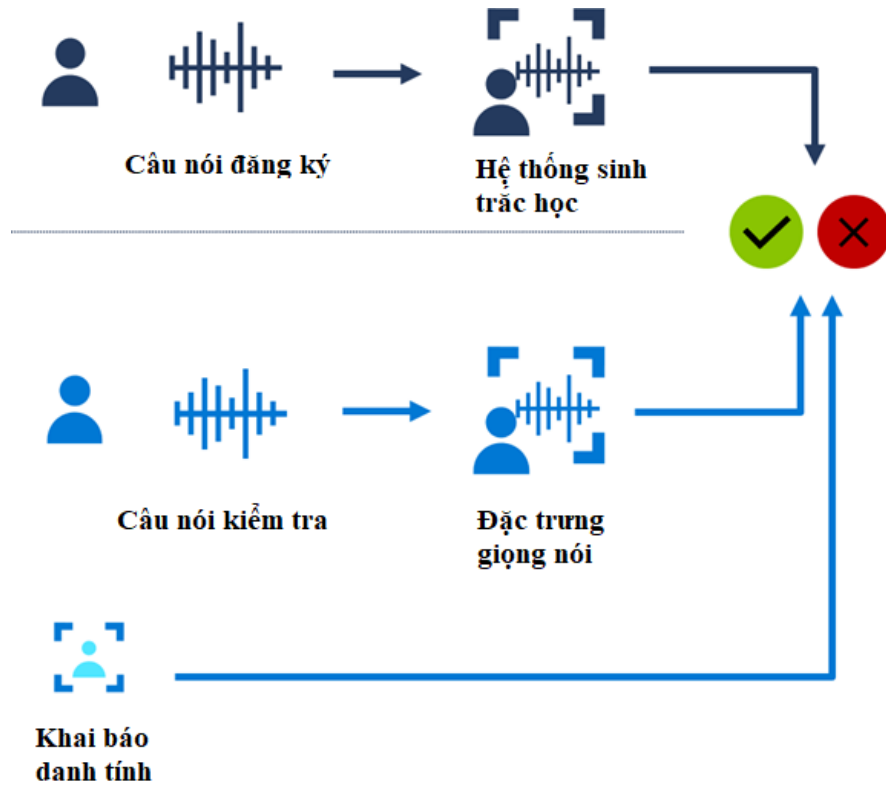 Câu nói đăng ký
Hệ thống sinh
trắc học
Câu nói kiểm tra
Đặc trưng
giọng nói
Khai báo
danh tính